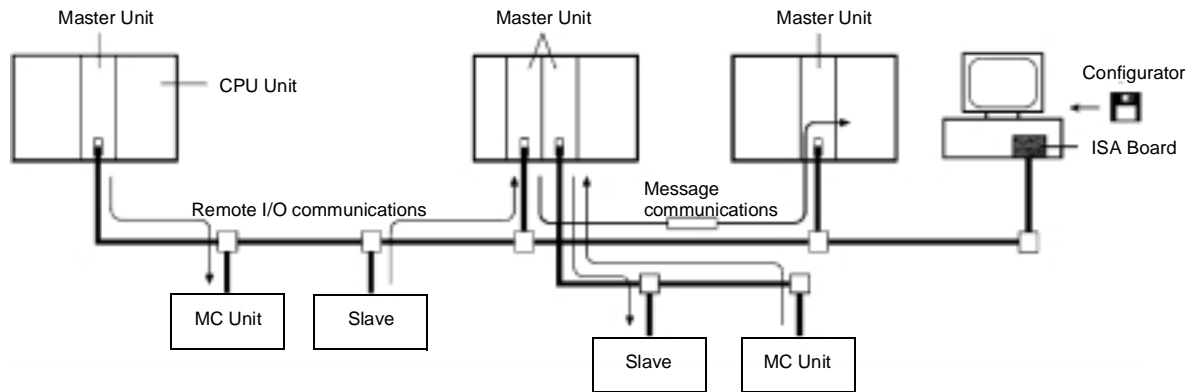 Master Unit
Master Unit
Master Unit
Configurator
CPU Unit
ISA Board
Message
communications
Remote I/O communications
MC Unit
Slave
Slave
MC Unit